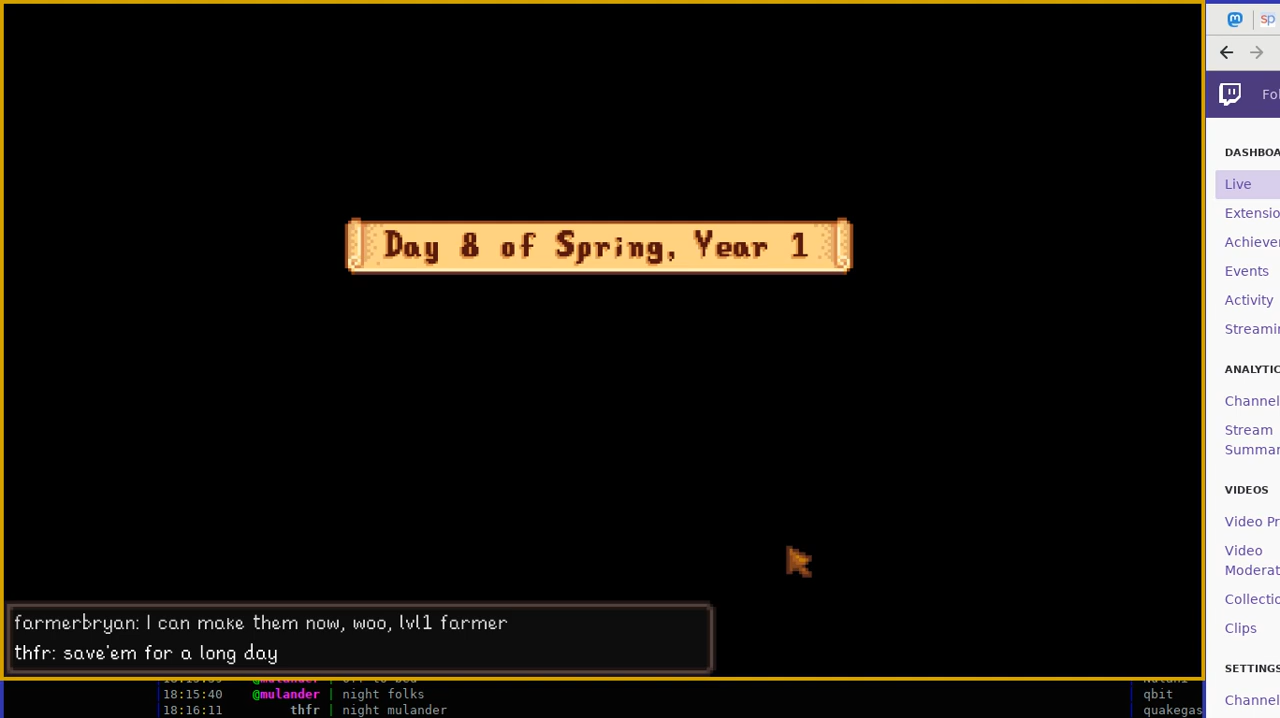 Day 8 of Spring, Year 1
farmerbryan: I can make them now, woo, lvl1 farmer
thfr: save'em for a long day
18:15:40 @mulander | night folks
18:16:11 thfr | night mulander
qbit
quakegas
sp
Fol
DASHBOA
Live
Extensio
Achiever
Events
Activity
Streamin
ANALYTIC
Channel
Stream
Summar
VIDEOS
Video Pr
Video
Moderat
Collectio
Clips
SETTINGS
Channel